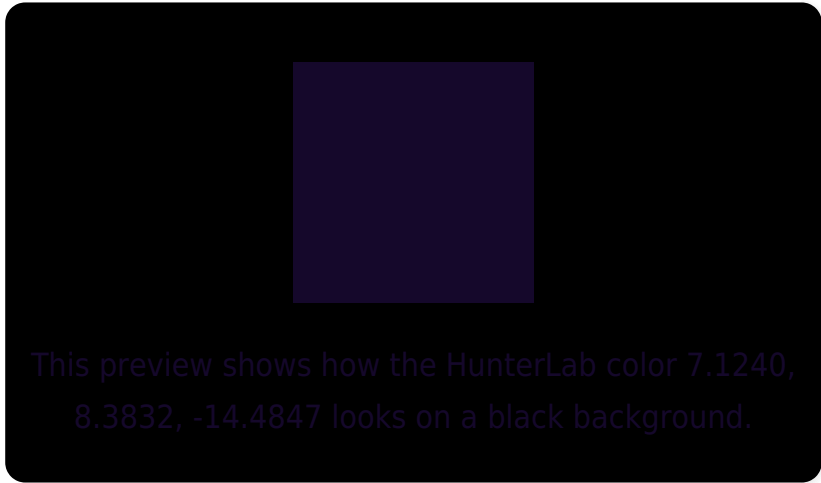 This preview shows how the HunterLab color 7.1240,
8.3832, -14.4847 looks on a black background.